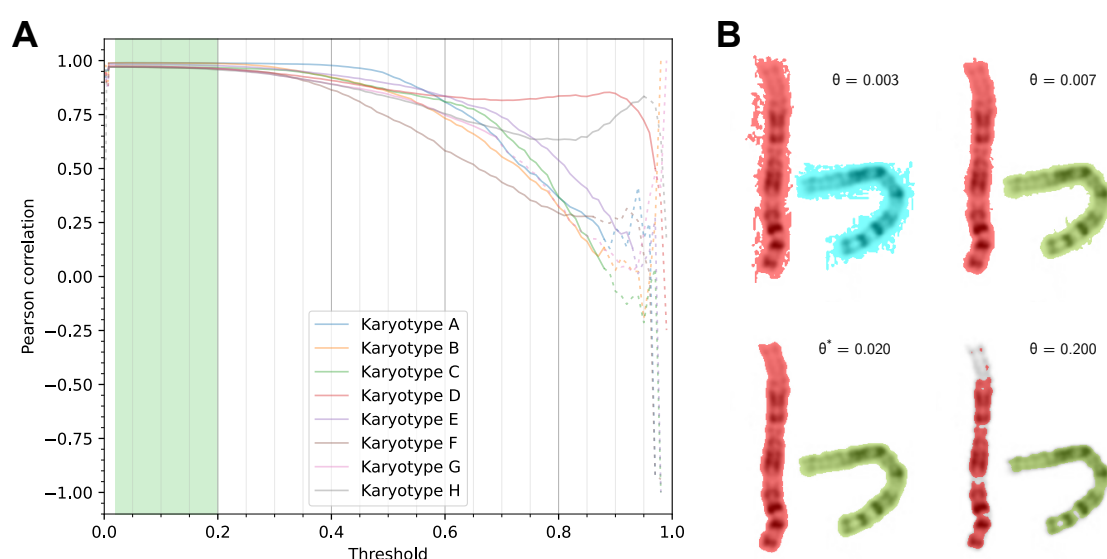 A
B
Pearson correlation
1.00
0.75
0.50
0.25
0.00
−0.25
−0.50
−0.75
−1.00
Karyotype A
Karyotype B
Karyotype C
Karyotype D
Karyotype E
Karyotype F
Karyotype G
Karyotype H
0.0
0.2
0.4
0.6
0.8
1.0
Threshold
θ = 0.003
θ = 0.007
θ* = 0.020
θ = 0.200